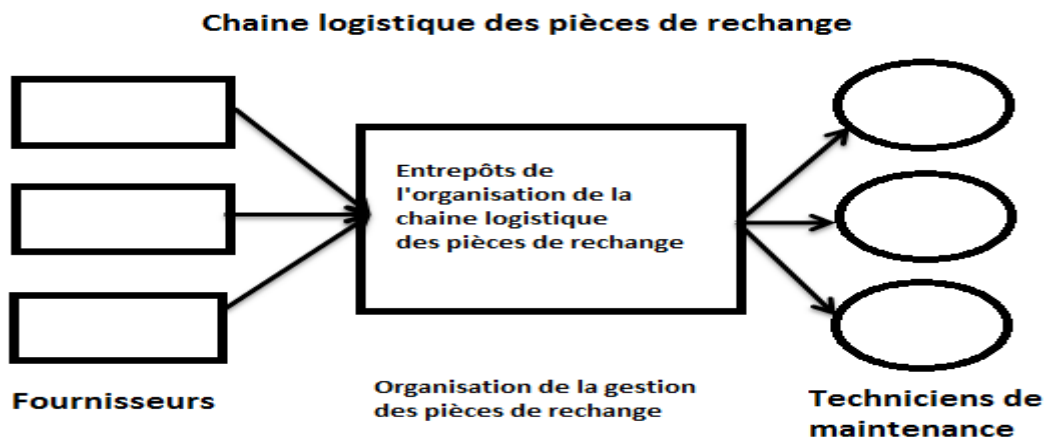 Chaine logistique des pièces de rechange
Entrepôts de
l'organisation de la
chaine logistique
des pièces de rechange
Fournisseurs
Organisation de la gestion
des pièces de rechange
Techniciens de
maintenance